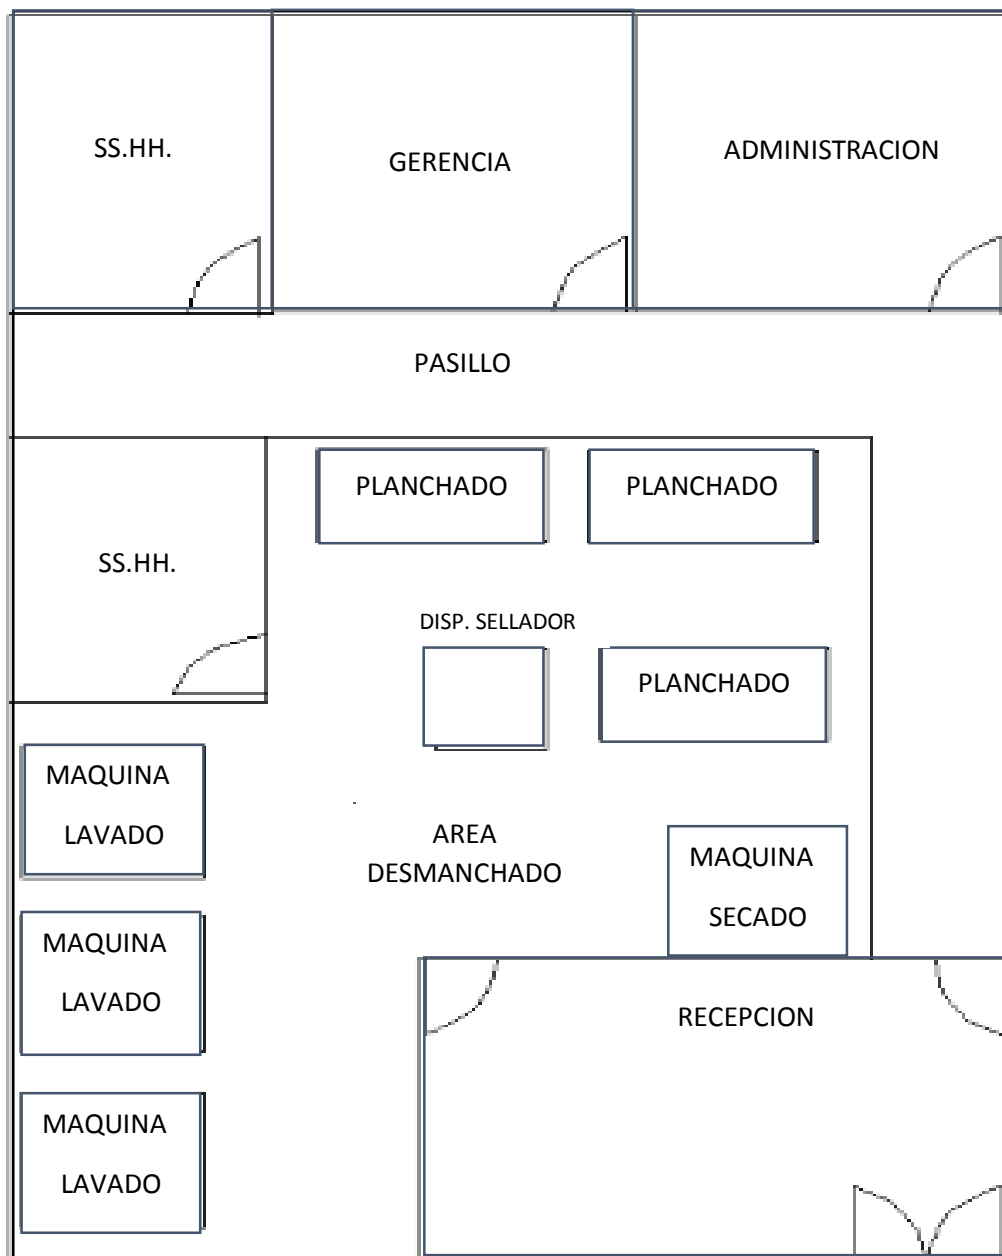 SS.HH.
GERENCIA
ADMINISTRACION
PASILLO
PLANCHADO
PLANCHADO
SS.HH.
DISP. SELLADOR
PLANCHADO
MAQUINA
LAVADO
AREA
DESMANCHADO
MAQUINA
SECADO
MAQUINA
LAVADO
RECEPCION
MAQUINA
LAVADO